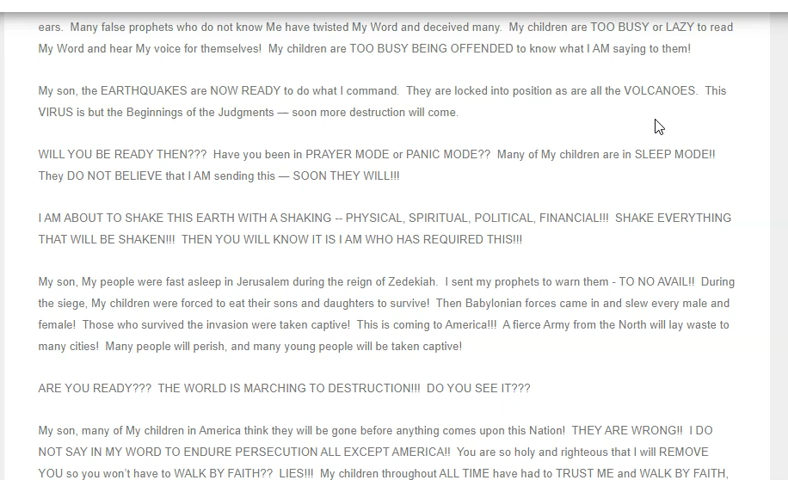 ears.  Many false prophets who do not know Me have twisted My Word and deceived many.  My children are TOO BUSY or LAZY to read
My Word and hear My voice for themselves!  My children are TOO BUSY BEING OFFENDED to know what I AM saying to them!
My son, the EARTHQUAKES are NOW READY to do what I command.  They are locked into position as are all the VOLCANOES.  This
VIRUS is but the Beginnings of the Judgments — soon more destruction will come.
WILL YOU BE READY THEN???  Have you been in PRAYER MODE or PANIC MODE??  Many of My children are in SLEEP MODE!!
They DO NOT BELIEVE that I AM sending this — SOON THEY WILL!!!
I AM ABOUT TO SHAKE THIS EARTH WITH A SHAKING -- PHYSICAL, SPIRITUAL, POLITICAL, FINANCIAL!!!  SHAKE EVERYTHING
THAT WILL BE SHAKEN!!!  THEN YOU WILL KNOW IT IS I AM WHO HAS REQUIRED THIS!!!
My son, My people were fast asleep in Jerusalem during the reign of Zedekiah.  I sent my prophets to warn them - TO NO AVAIL!!  During
the siege, My children were forced to eat their sons and daughters to survive!  Then Babylonian forces came in and slew every male and
female!  Those who survived the invasion were taken captive!  This is coming to America!!!  A fierce Army from the North will lay waste to
many cities!  Many people will perish, and many young people will be taken captive!
ARE YOU READY???  THE WORLD IS MARCHING TO DESTRUCTION!!!  DO YOU SEE IT???
My son, many of My children in America think they will be gone before anything comes upon this Nation!  THEY ARE WRONG!!  I DO
NOT SAY IN MY WORD TO ENDURE PERSECUTION ALL EXCEPT AMERICA!!  You are so holy and righteous that I will REMOVE
YOU so you won't have to WALK BY FAITH??  LIES!!!  My children throughout ALL TIME have had to TRUST ME and WALK BY FAITH,